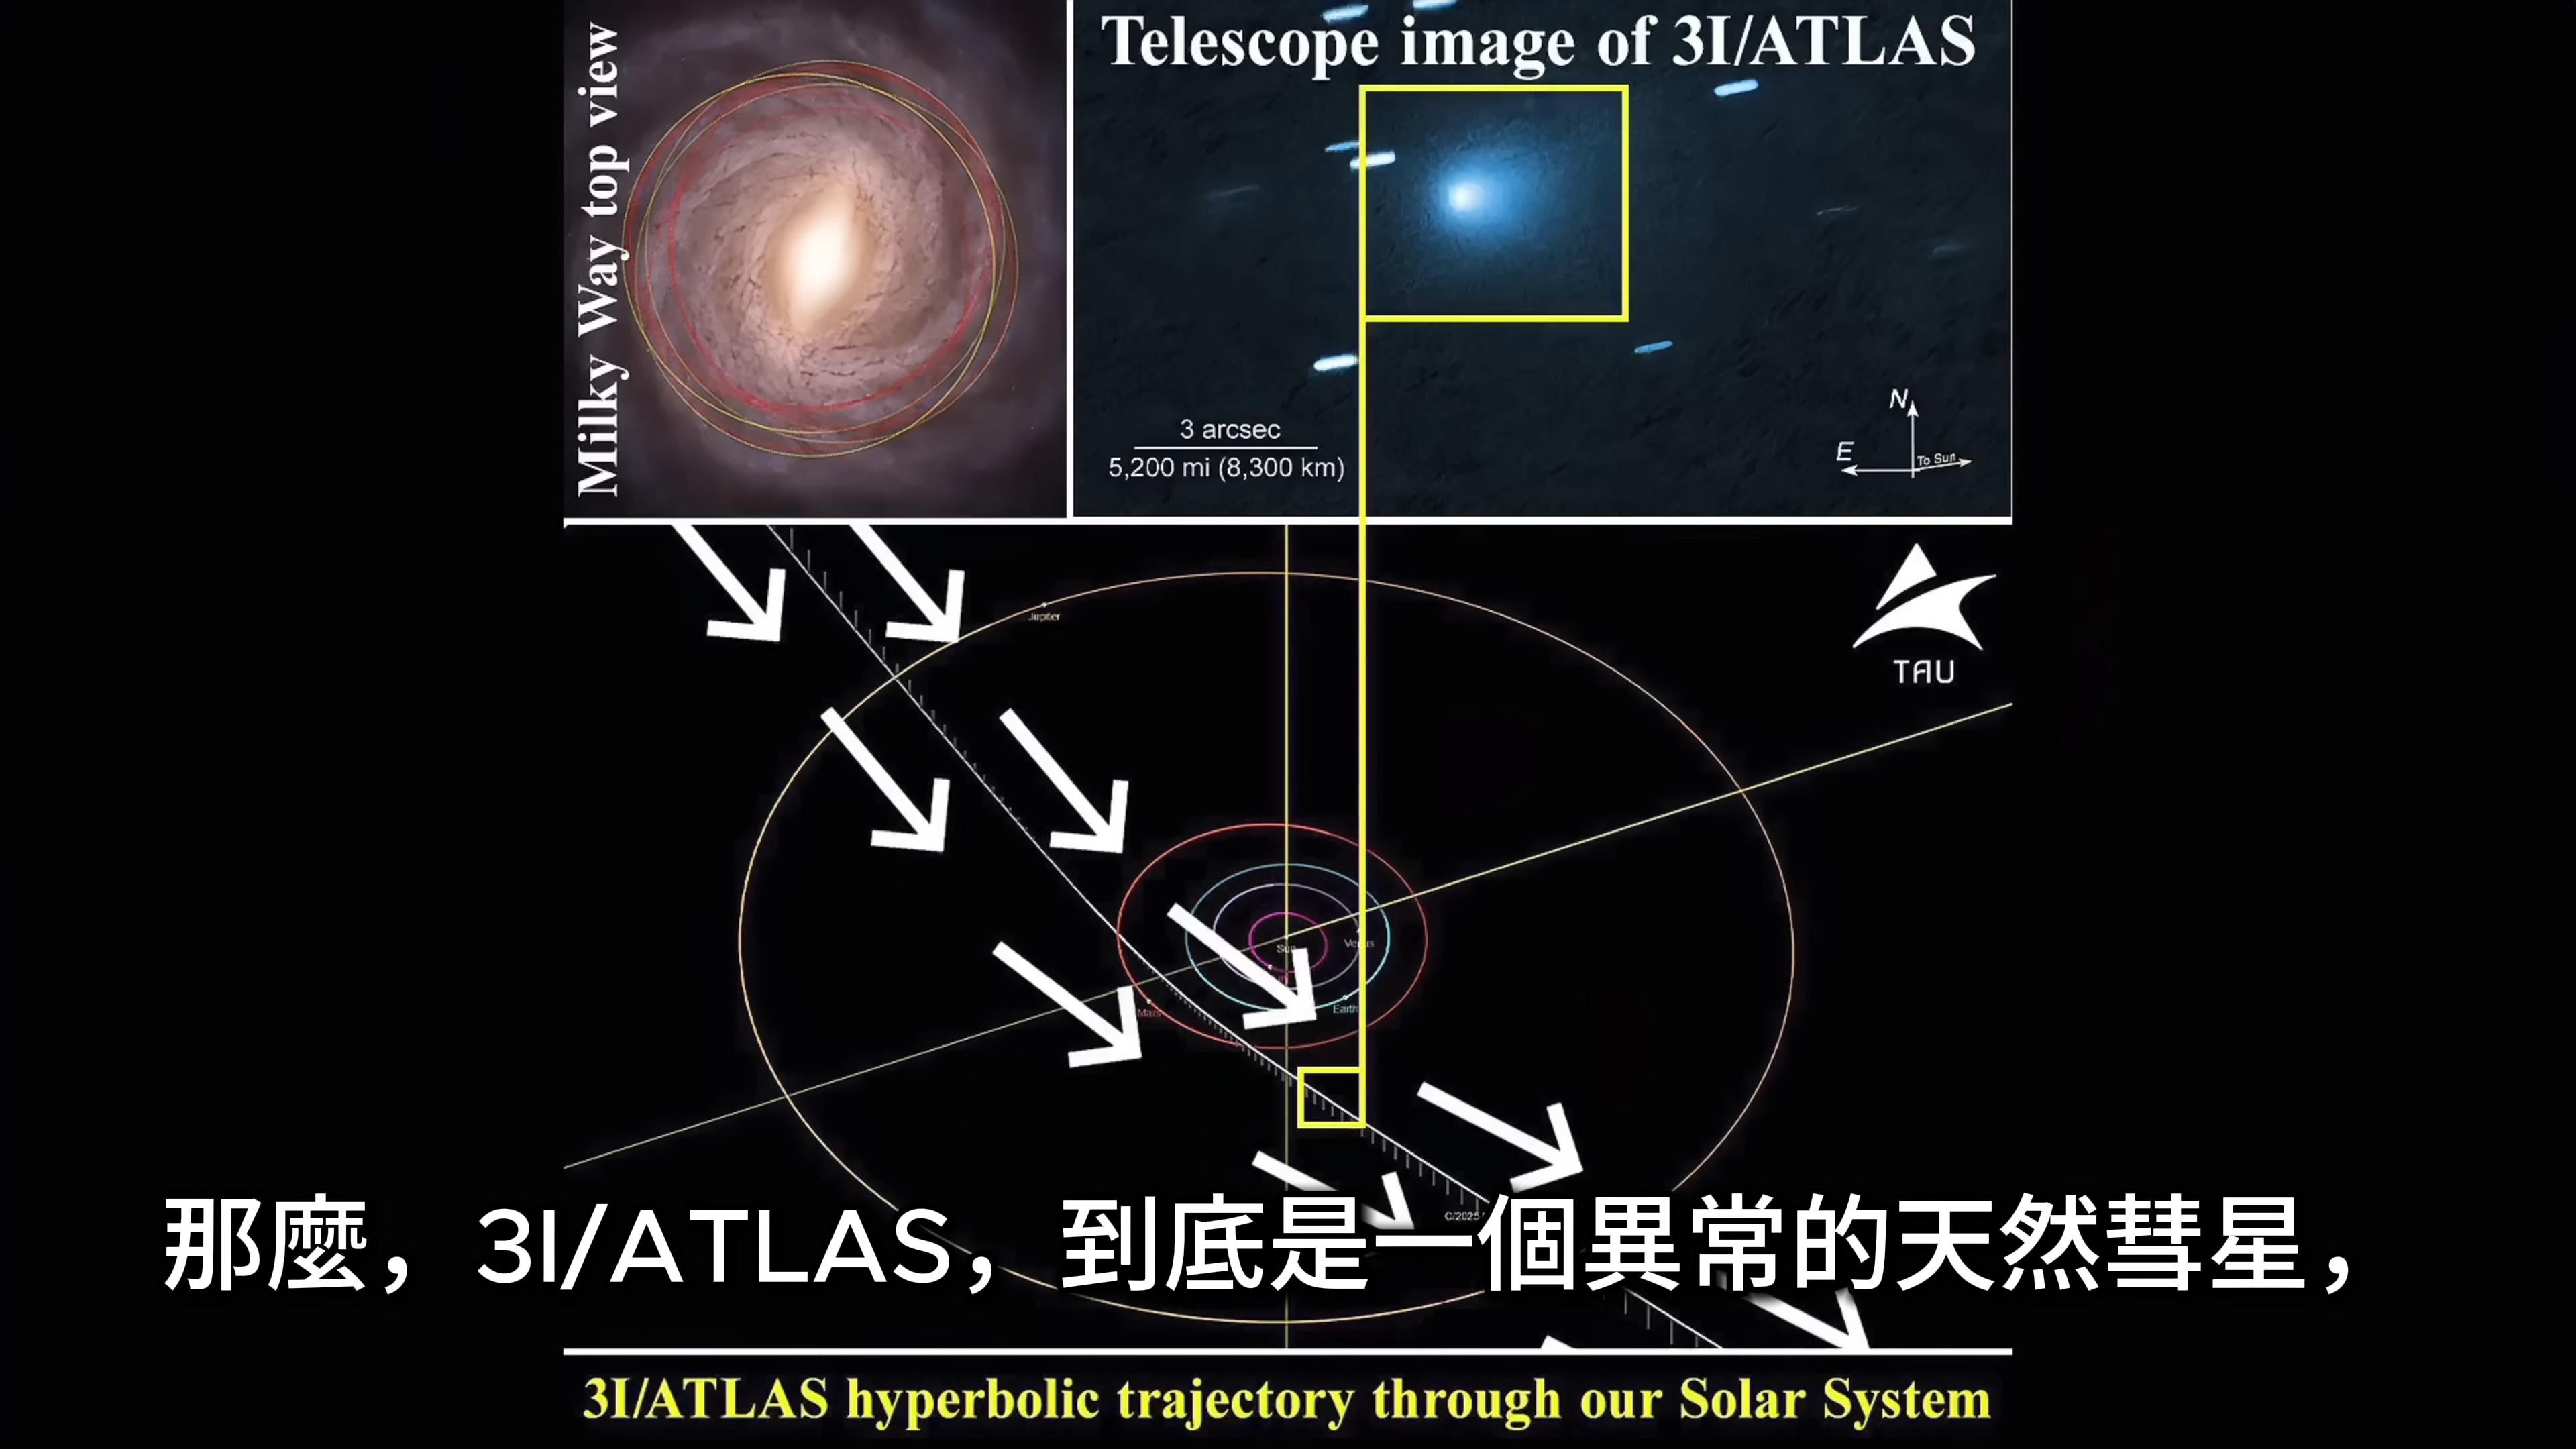 Milky Way top view
Telescope image of 3I/ATLAS
3 arcsec
5,200 mi (8,300 km)
N
E
To Sun
TAU
Jupiter
Sun
Venus
Earth
Mars
C/2025
那麼，3I/ATLAS，到底是一個異常的天然彗星，
3I/ATLAS hyperbolic trajectory through our Solar System